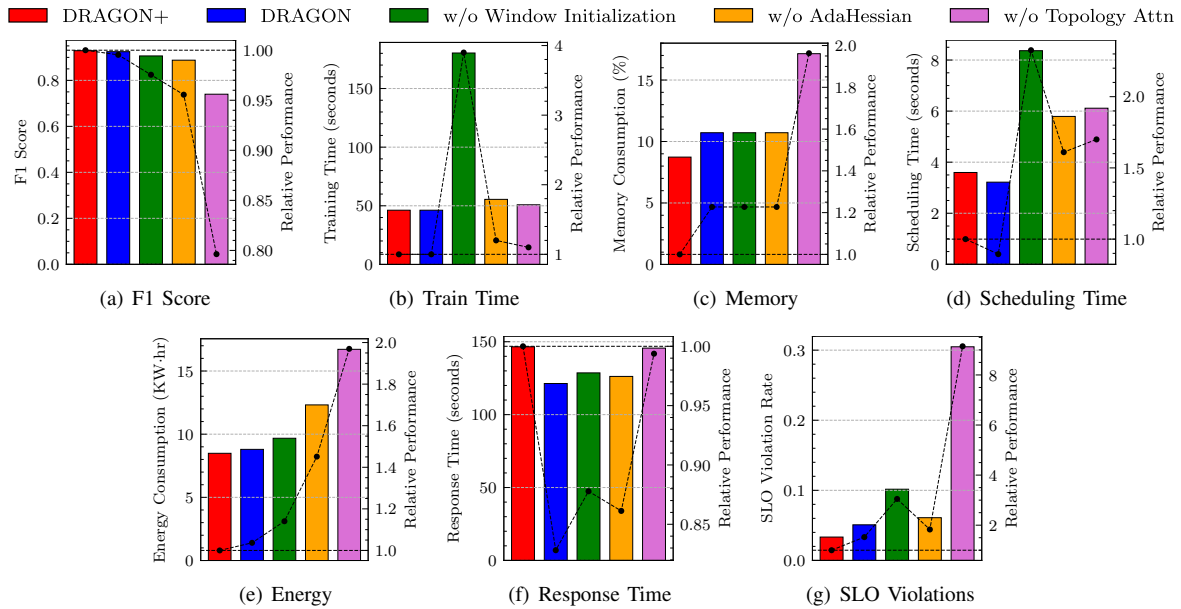 DRAGON+ DRAGON w/o Window Initialization w/o AdaHessian w/o Topology Attn
F1 Score
0.0
0.2
0.4
0.6
0.8
Relative Performance
0.80
0.85
0.90
0.95
1.00
(a) F1 Score
Training Time (seconds)
0
50
100
150
Relative Performance
1
2
3
4
(b) Train Time
Memory Consumption (%)
0
5
10
15
Relative Performance
1.0
1.2
1.4
1.6
1.8
2.0
(c) Memory
Scheduling Time (seconds)
0
2
4
6
8
Relative Performance
1.0
1.5
2.0
(d) Scheduling Time
Energy Consumption (KW·hr)
0
5
10
15
Relative Performance
1.0
1.2
1.4
1.6
1.8
2.0
(e) Energy
Response Time (seconds)
0
50
100
150
Relative Performance
0.85
0.90
0.95
1.00
(f) Response Time
SLO Violation Rate
0.0
0.1
0.2
0.3
Relative Performance
2
4
6
8
(g) SLO Violations